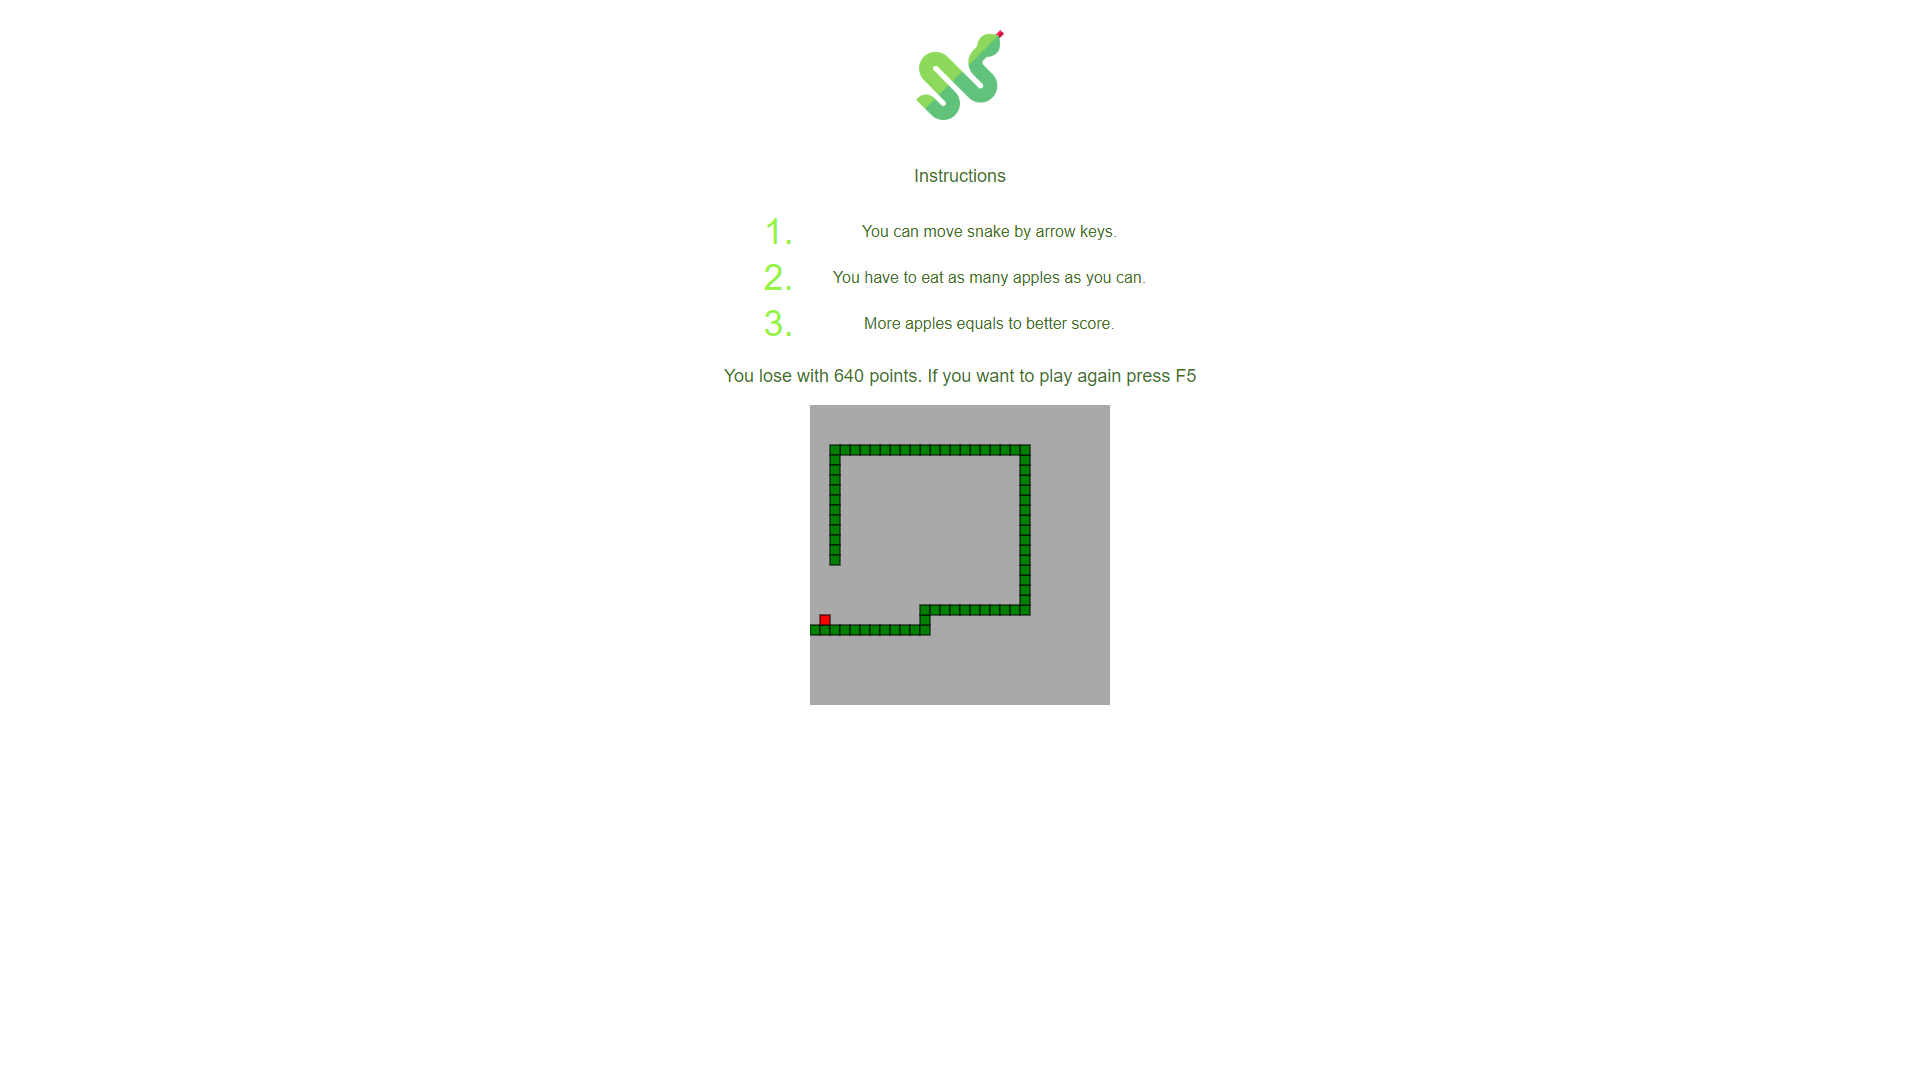 Instructions
1. You can move snake by arrow keys.
2. You have to eat as many apples as you can.
3. More apples equals to better score.
You lose with 640 points. If you want to play again press F5